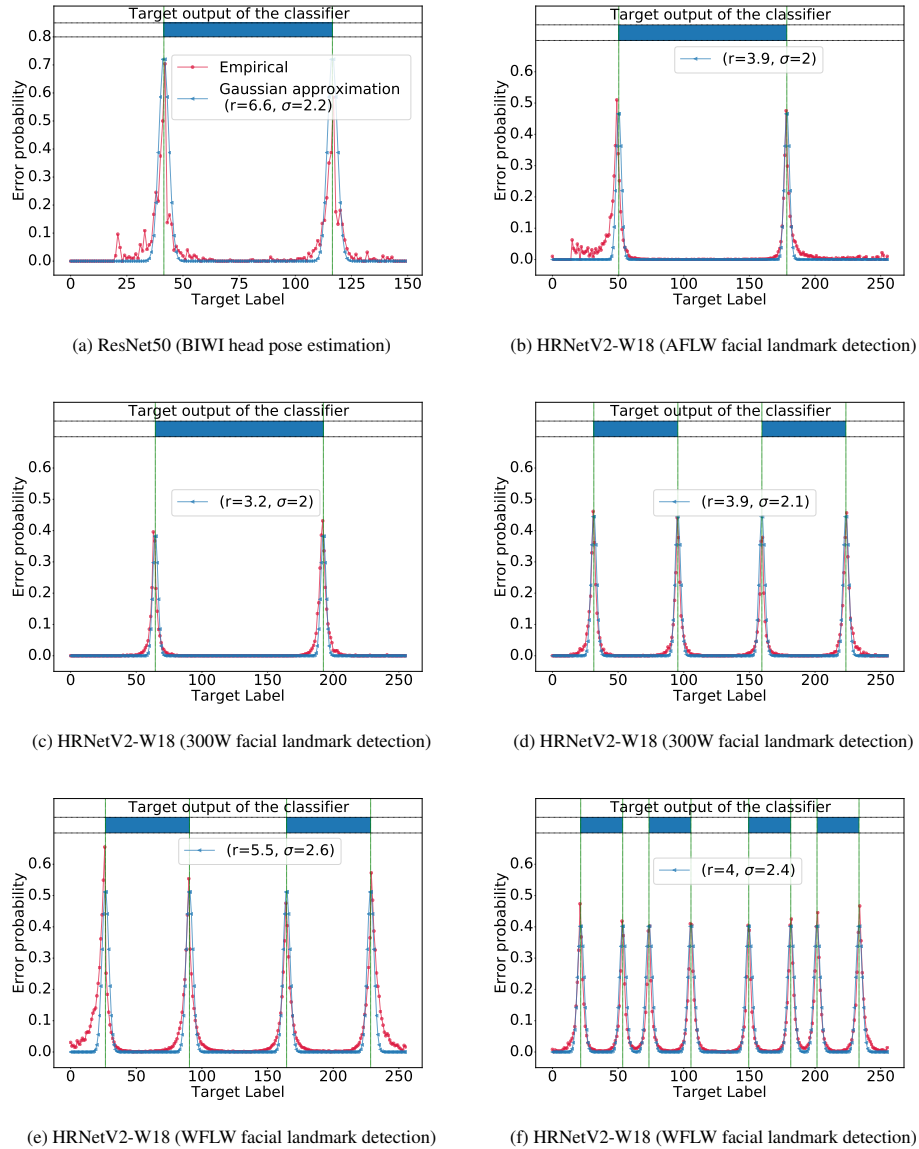 Target output of the classifier
0.8
0.7
0.6
0.5
0.4
0.3
0.2
0.1
0.0
Error probability
Empirical
Gaussian approximation
(r=6.6, σ=2.2)
0 25 50 75 100 125 150
Target Label
(a) ResNet50 (BIWI head pose estimation)
Target output of the classifier
0.6
0.5
0.4
0.3
0.2
0.1
0.0
Error probability
(r=3.9, σ=2)
0 50 100 150 200 250
Target Label
(b) HRNetV2-W18 (AFLW facial landmark detection)
Target output of the classifier
0.6
0.5
0.4
0.3
0.2
0.1
0.0
Error probability
(r=3.2, σ=2)
0 50 100 150 200 250
Target Label
(c) HRNetV2-W18 (300W facial landmark detection)
Target output of the classifier
0.6
0.5
0.4
0.3
0.2
0.1
0.0
Error probability
(r=3.9, σ=2.1)
0 50 100 150 200 250
Target Label
(d) HRNetV2-W18 (300W facial landmark detection)
Target output of the classifier
0.6
0.5
0.4
0.3
0.2
0.1
0.0
Error probability
(r=5.5, σ=2.6)
0 50 100 150 200 250
Target Label
(e) HRNetV2-W18 (WFLW facial landmark detection)
Target output of the classifier
0.6
0.5
0.4
0.3
0.2
0.1
0.0
Error probability
(r=4, σ=2.4)
0 50 100 150 200 250
Target Label
(f) HRNetV2-W18 (WFLW facial landmark detection)